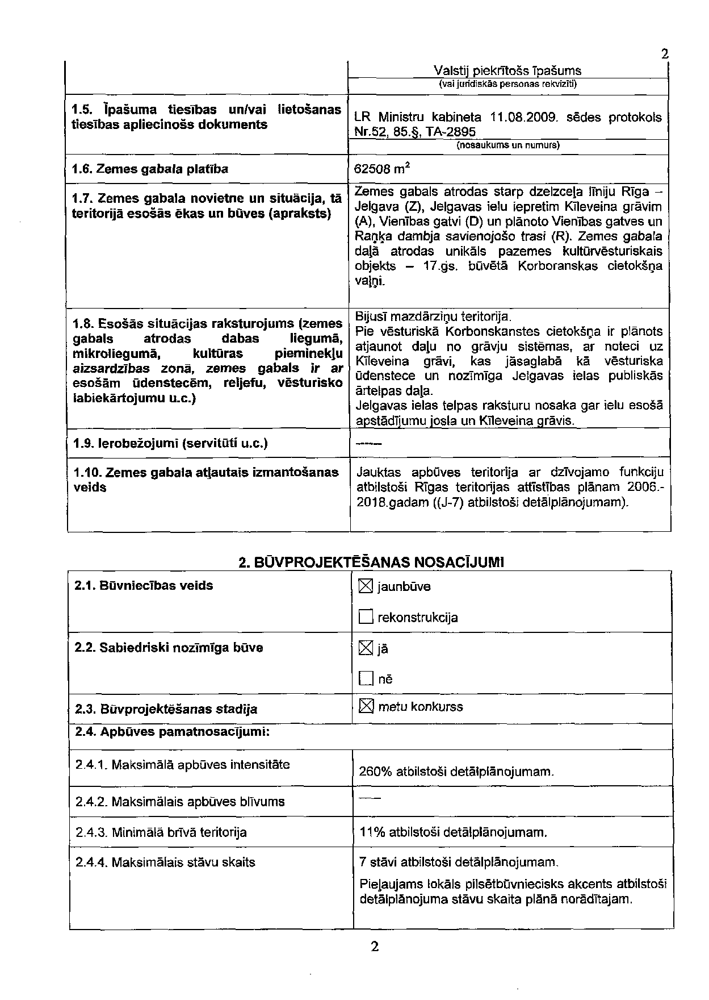 2
Valstij piekrītošs īpašums
(vai juridiskās personas rekvizīti)
1.5. Īpašuma tiesības un/vai lietošanas
tiesības apliecinošs dokuments
LR Ministru kabineta 11.08.2009. sēdes protokols
Nr.52, 85.§, TA-2895
(nosaukums un numurs)
1.6. Zemes gabala platība
62508 m²
1.7. Zemes gabala novietne un situācija, tā
teritorijā esošās ēkas un būves (apraksts)
Zemes gabals atrodas starp dzelzceļa līniju Rīga –
Jelgava (Z), Jelgavas ielu iepretim Kīleveina grāvim
(A), Vienības gatvi (D) un plānoto Vienības gatves un
Raņķa dambja savienojošo trasi (R). Zemes gabala
daļā atrodas unikāls pazemes kultūrvēsturiskais
objekts – 17.gs. būvētā Korboranskas cietokšņa
vaļņi.
1.8. Esošās situācijas raksturojums (zemes
gabals atrodas dabas liegumā,
mikroliegumā, kultūras pieminekļu
aizsardzības zonā, zemes gabals ir ar
esošām ūdenstecēm, reljefu, vēsturisko
labiekārtojumu u.c.)
Bijusī mazdārziņu teritorija.
Pie vēsturiskā Korbonskanstes cietokšņa ir plānots
atjaunot daļu no grāvju sistēmas, ar noteci uz
Kīleveina grāvi, kas jāsaglabā kā vēsturiska
ūdenstece un nozīmīga Jelgavas ielas publiskās
ārtelpas daļa.
Jelgavas ielas telpas raksturu nosaka gar ielu esošā
apstādījumu josla un Kīleveina grāvis.
1.9. Ierobežojumi (servitūti u.c.)
-----
1.10. Zemes gabala atļautais izmantošanas
veids
Jauktas apbūves teritorija ar dzīvojamo funkciju
atbilstoši Rīgas teritorijas attīstības plānam 2006.-
2018.gadam ((J-7) atbilstoši detālplānojumam).
2. BŪVPROJEKTĒŠANAS NOSACĪJUMI
2.1. Būvniecības veids
☒ jaunbūve
☐ rekonstrukcija
2.2. Sabiedriski nozīmīga būve
☒ jā
☐ nē
2.3. Būvprojektēšanas stadija
☒ metu konkurss
2.4. Apbūves pamatnosacījumi:
2.4.1. Maksimālā apbūves intensitāte
260% atbilstoši detālplānojumam.
2.4.2. Maksimālais apbūves blīvums
----
2.4.3. Minimālā brīvā teritorija
11% atbilstoši detālplānojumam.
2.4.4. Maksimālais stāvu skaits
7 stāvi atbilstoši detālplānojumam.
Pieļaujams lokāls pilsētbūvniecisks akcents atbilstoši
detālplānojuma stāvu skaita plānā norādītajam.
2